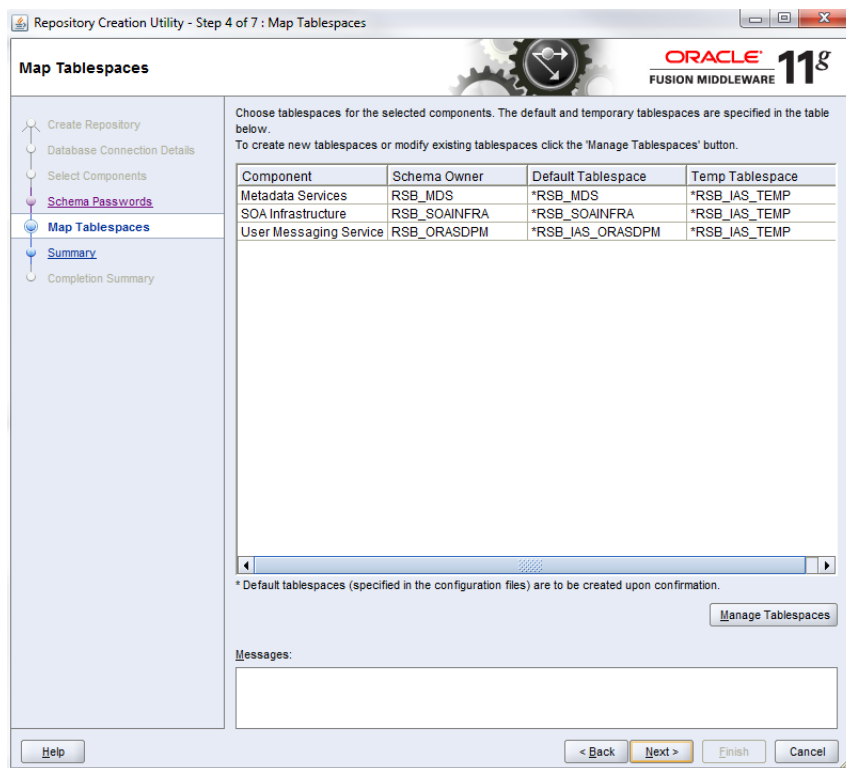 Repository Creation Utility - Step 4 of 7 : Map Tablespaces
Map Tablespaces
ORACLE
FUSION MIDDLEWARE
11g
Create Repository
Database Connection Details
Select Components
Schema Passwords
Map Tablespaces
Summary
Completion Summary
Choose tablespaces for the selected components. The default and temporary tablespaces are specified in the table
below.
To create new tablespaces or modify existing tablespaces click the 'Manage Tablespaces' button.
Component Schema Owner Default Tablespace Temp Tablespace
Metadata Services RSB_MDS *RSB_MDS *RSB_IAS_TEMP
SOA Infrastructure RSB_SOAINFRA *RSB_SOAINFRA *RSB_IAS_TEMP
User Messaging Service RSB_ORASDPM *RSB_IAS_ORASDPM *RSB_IAS_TEMP
* Default tablespaces (specified in the configuration files) are to be created upon confirmation.
Manage Tablespaces
Messages:
Help
< Back Next > Finish Cancel